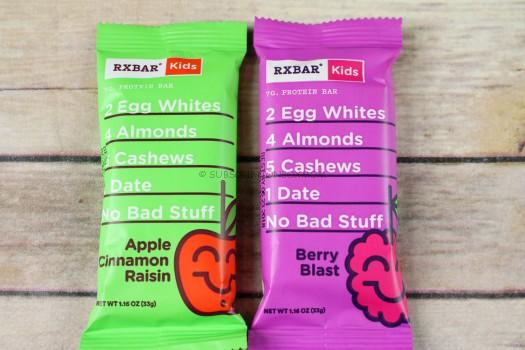 RXBAR Kids
7G. PROTEIN BAR
2 Egg Whites
4 Almonds
Cashews
Date
No Bad Stuff
Apple
Cinnamon
Raisin
NET WT 1.16 OZ (33g)
RXBAR Kids
7G. PROTEIN BAR
2 Egg Whites
4 Almonds
5 Cashews
1 Date
No Bad Stuff
Berry
Blast
NET WT 1.16 OZ (33g)